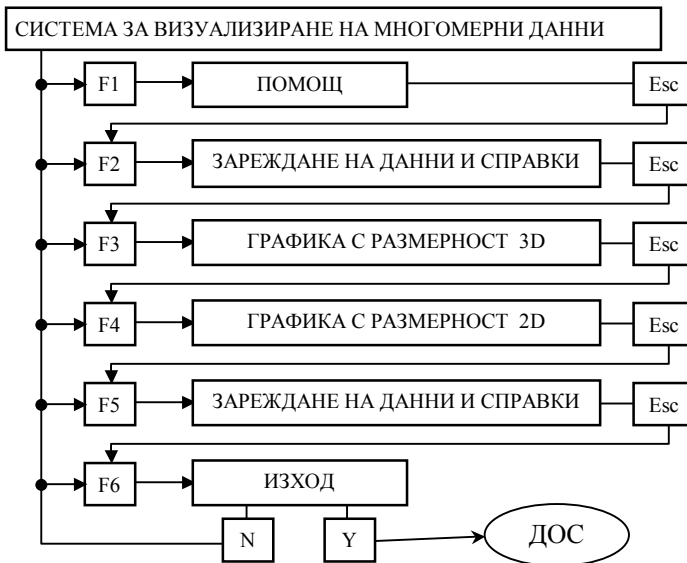 СИСТЕМА ЗА ВИЗУАЛИЗИРАНЕ НА МНОГОМЕРНИ ДАННИ
F1 ПОМОЩ Esc
F2 ЗАРЕЖДАНЕ НА ДАННИ И СПРАВКИ Esc
F3 ГРАФИКА С РАЗМЕРНОСТ 3D Esc
F4 ГРАФИКА С РАЗМЕРНОСТ 2D Esc
F5 ЗАРЕЖДАНЕ НА ДАННИ И СПРАВКИ Esc
F6 ИЗХОД
N Y ДОС